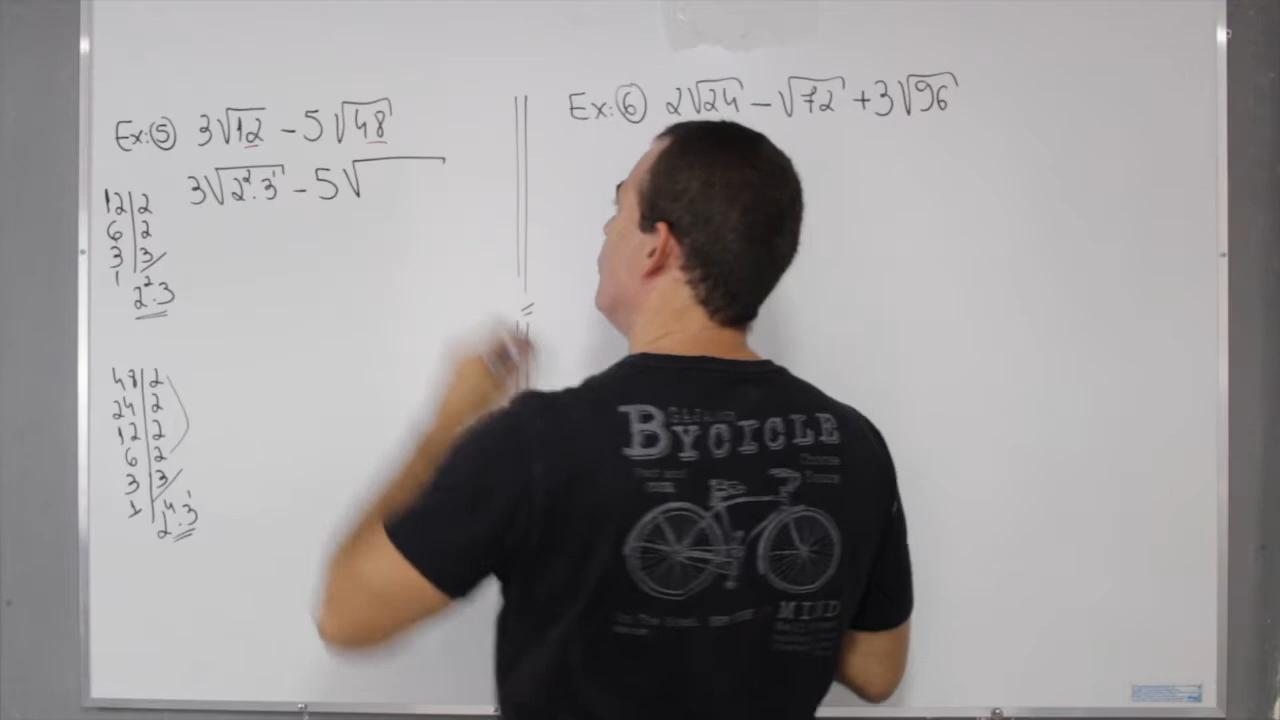 Ex:⑤ 3√12 - 5√48
3√2².3¹ - 5√
12|2
6|2
3|3
1
2².3
48|2
24|2
12|2
6|2
3|3
1
2⁴.3¹
Ex:⑥ 2√24 - √72 + 3√96
BYCICLE
MIND